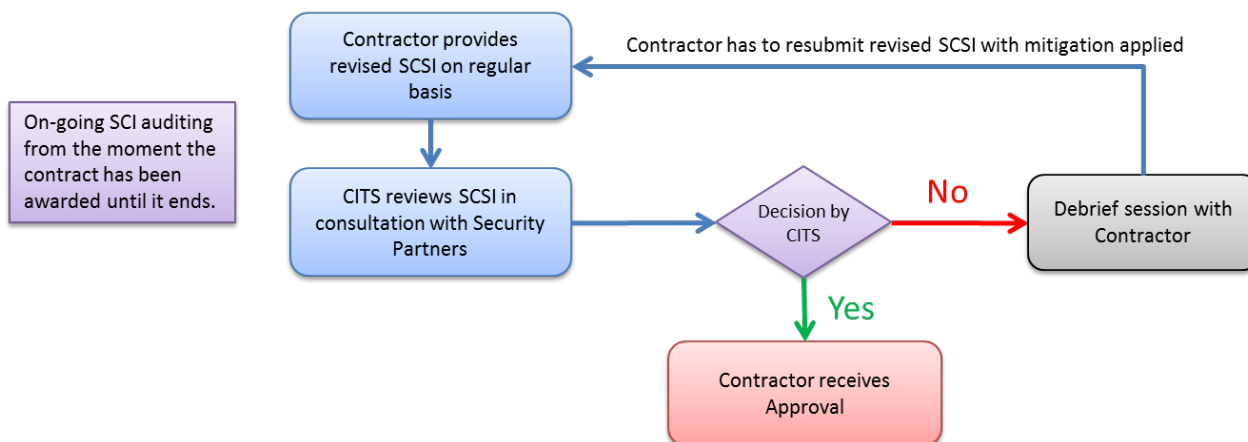 Contractor provides
revised SCSI on regular
basis
Contractor has to resubmit revised SCSI with mitigation applied
On-going SCI auditing
from the moment the
contract has been
awarded until it ends.
CITS reviews SCSI in
consultation with Security
Partners
Decision by
CITS
No
Debrief session with
Contractor
Yes
Contractor receives
Approval